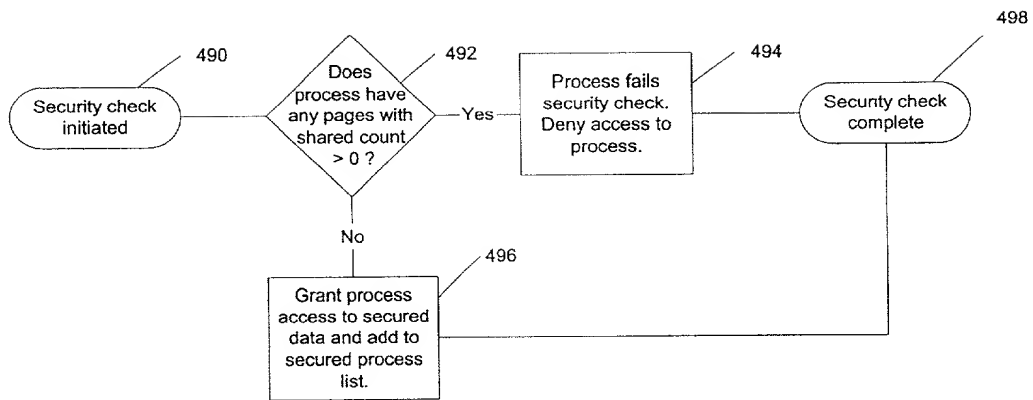 490
Security check
initiated
492
Does
process have
any pages with
shared count
> 0 ?
Yes
494
Process fails
security check.
Deny access to
process.
498
Security check
complete
No
496
Grant process
access to secured
data and add to
secured process
list.